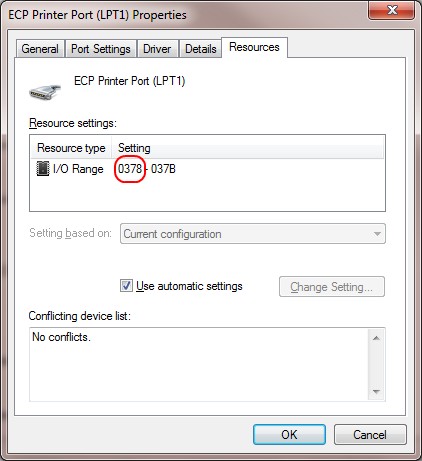 ECP Printer Port (LPT1) Properties
General Port Settings Driver Details Resources
ECP Printer Port (LPT1)
Resource settings:
Resource type Setting
I/O Range 0378 - 037B
Setting based on: Current configuration
Use automatic settings Change Setting...
Conflicting device list:
No conflicts.
OK Cancel